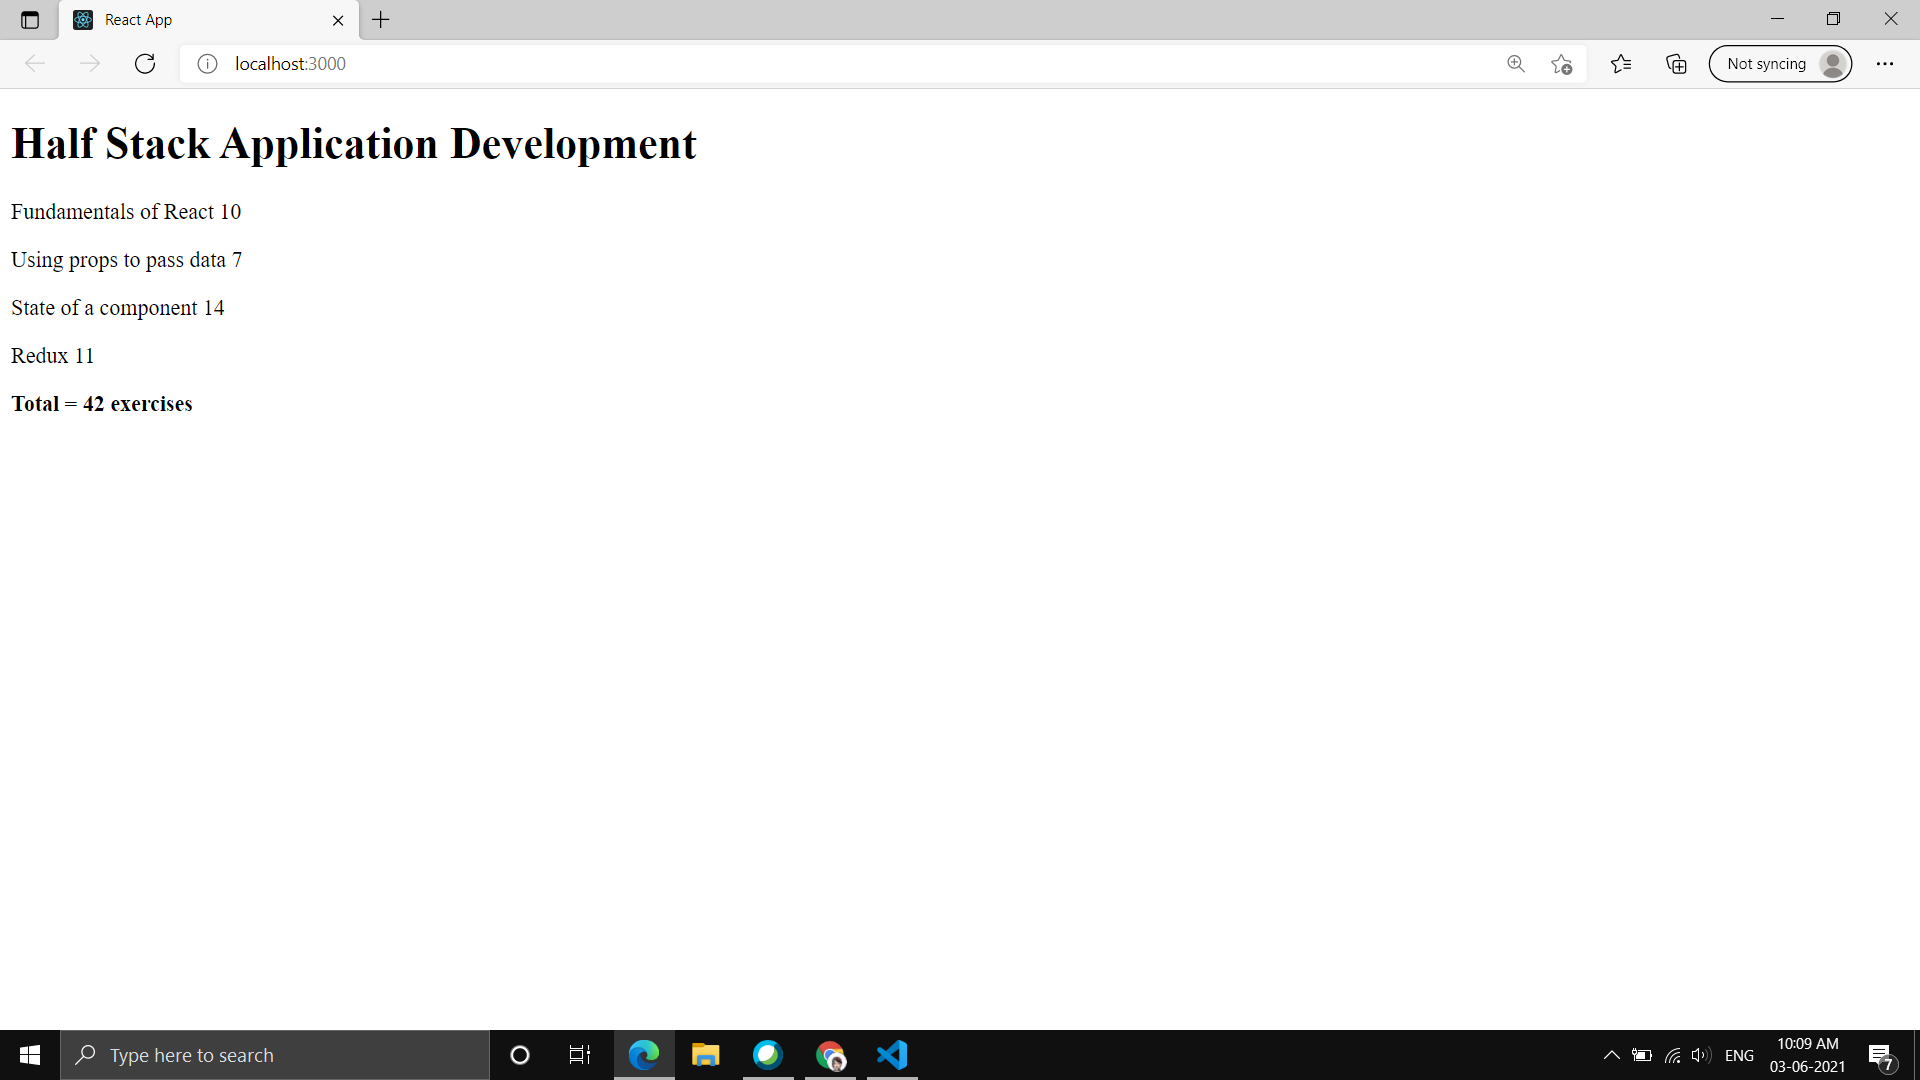 React App
localhost:3000
Not syncing
Half Stack Application Development
Fundamentals of React 10
Using props to pass data 7
State of a component 14
Redux 11
Total = 42 exercises
Type here to search
ENG
10:09 AM
03-06-2021
7